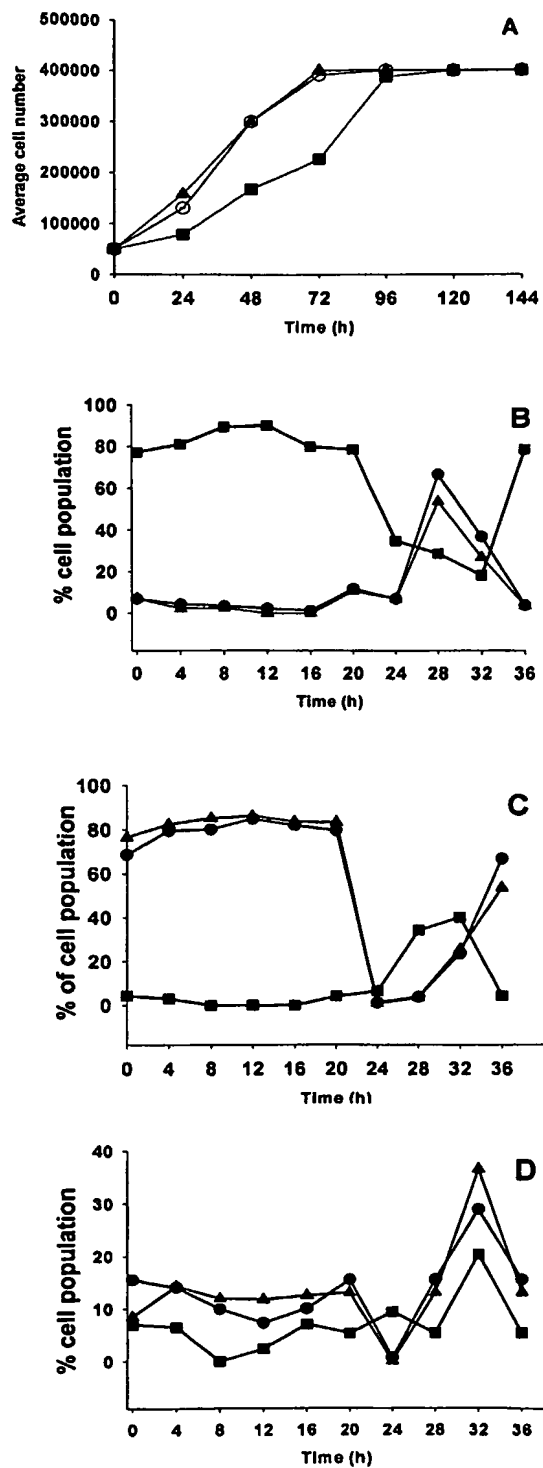 A
Average cell number
500000
400000
300000
200000
100000
0
0 24 48 72 96 120 144
Time (h)
B
% cell population
100
80
60
40
20
0
0 4 8 12 16 20 24 28 32 36
Time (h)
C
% of cell population
100
80
60
40
20
0
0 4 8 12 16 20 24 28 32 36
Time (h)
D
% cell population
40
30
20
10
0
0 4 8 12 16 20 24 28 32 36
Time (h)